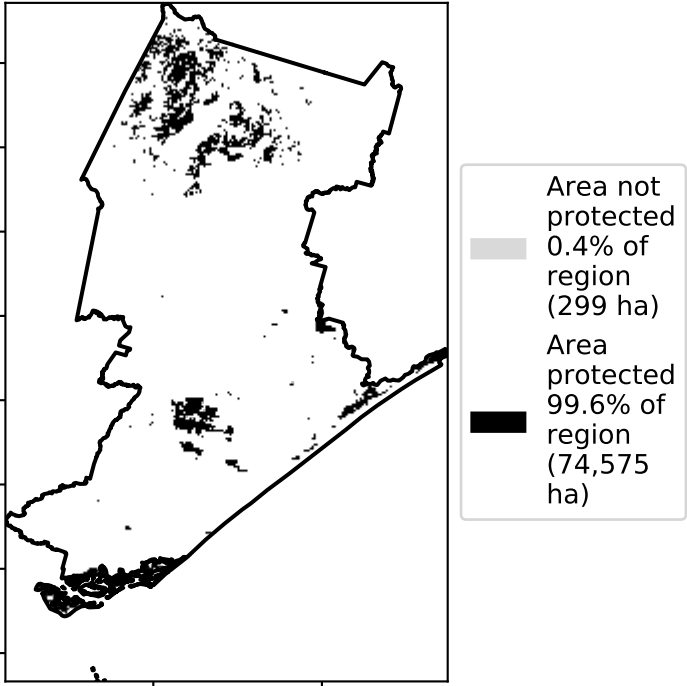 Area not
protected
0.4% of
region
(299 ha)
Area
protected
99.6% of
region
(74,575
ha)